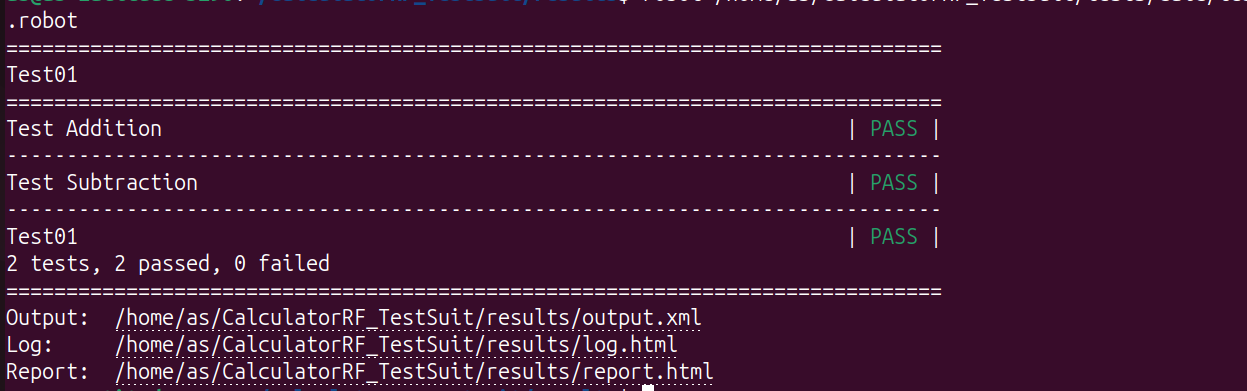 .robot
==============================================================================
Test01
==============================================================================
Test Addition | PASS |
------------------------------------------------------------------------------
Test Subtraction | PASS |
------------------------------------------------------------------------------
Test01 | PASS |
2 tests, 2 passed, 0 failed
==============================================================================
Output: /home/as/CalculatorRF_TestSuit/results/output.xml
Log: /home/as/CalculatorRF_TestSuit/results/log.html
Report: /home/as/CalculatorRF_TestSuit/results/report.html